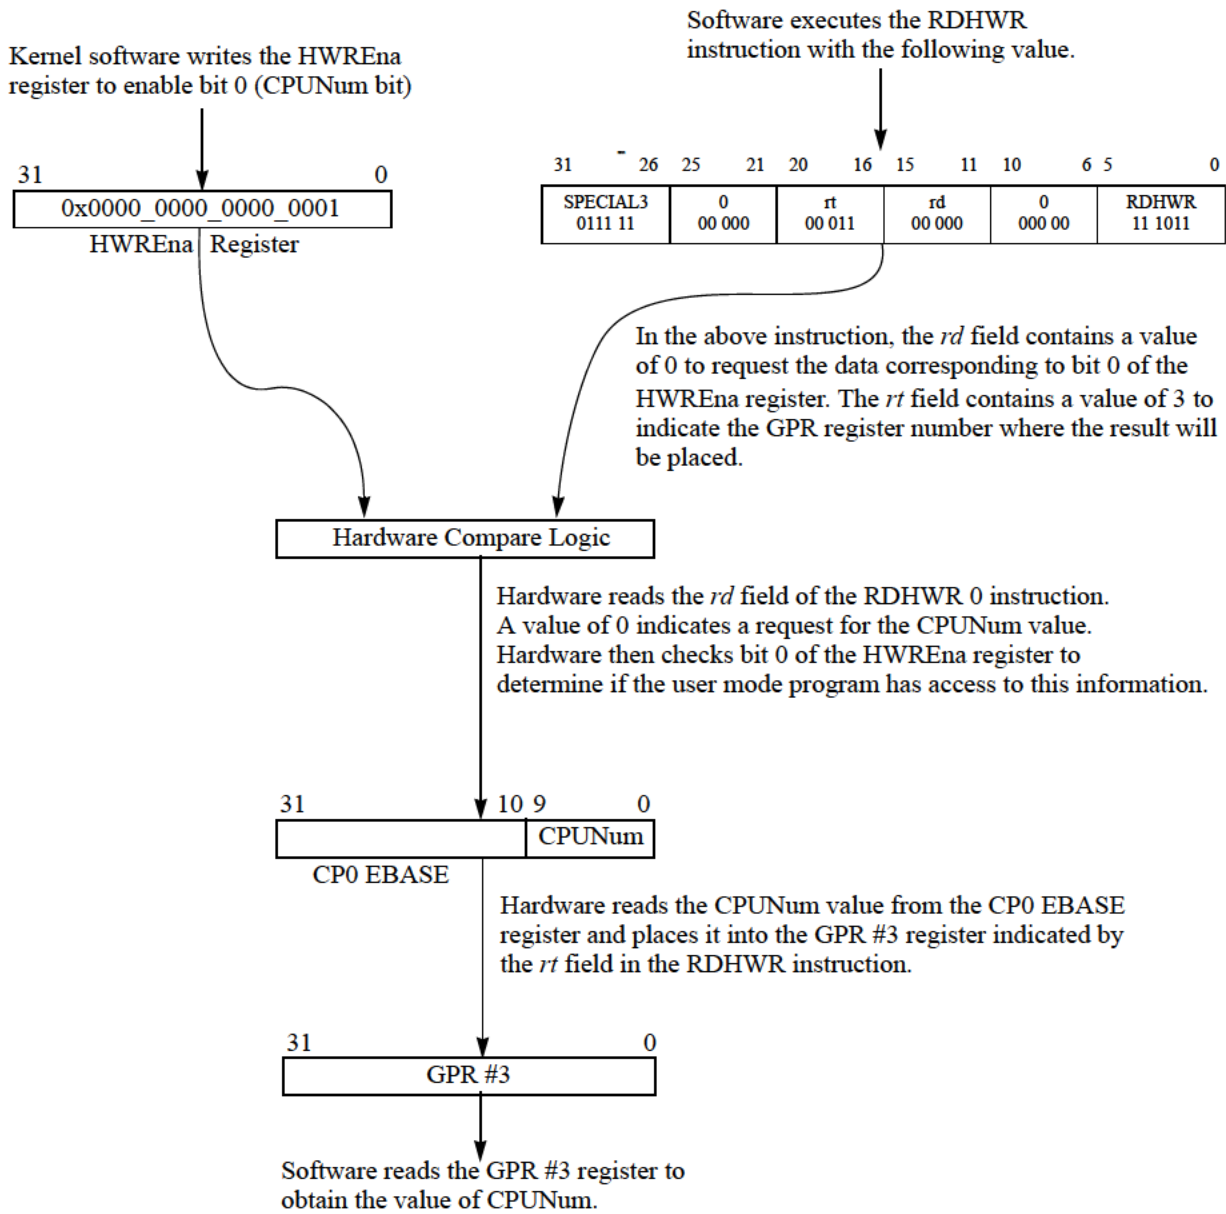 Kernel software writes the HWREna
register to enable bit 0 (CPUNum bit)
31 0
0x0000_0000_0000_0001
HWREna Register
Software executes the RDHWR
instruction with the following value.
31 - 26 25 21 20 16 15 11 10 6 5 0
SPECIAL3 0 rt rd 0 RDHWR
0111 11 00 000 00 011 00 000 000 00 11 1011
In the above instruction, the rd field contains a value
of 0 to request the data corresponding to bit 0 of the
HWREna register. The rt field contains a value of 3 to
indicate the GPR register number where the result will
be placed.
Hardware Compare Logic
Hardware reads the rd field of the RDHWR 0 instruction.
A value of 0 indicates a request for the CPUNum value.
Hardware then checks bit 0 of the HWREna register to
determine if the user mode program has access to this information.
31 10 9 0
CPUNum
CP0 EBASE
Hardware reads the CPUNum value from the CP0 EBASE
register and places it into the GPR #3 register indicated by
the rt field in the RDHWR instruction.
31 0
GPR #3
Software reads the GPR #3 register to
obtain the value of CPUNum.